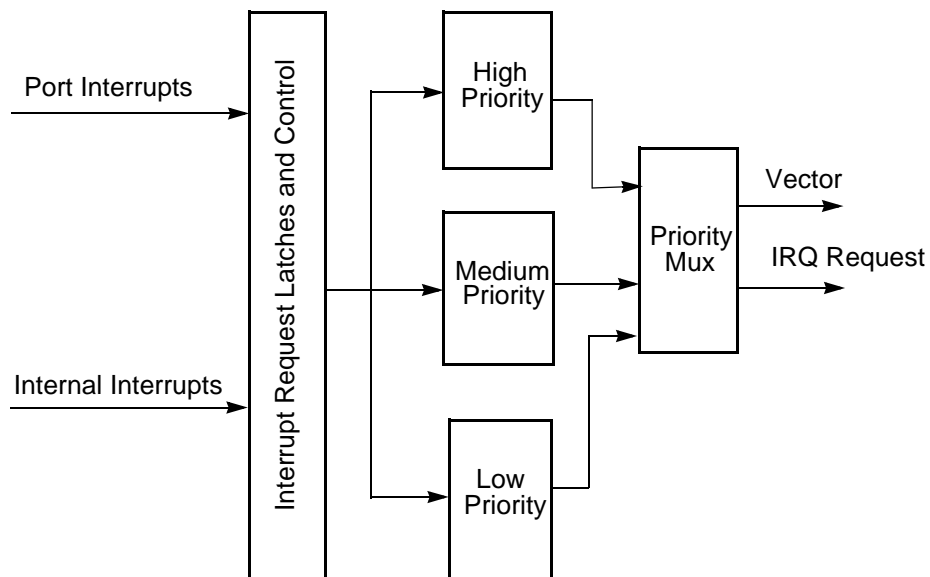 Port Interrupts
Internal Interrupts
Interrupt Request Latches and Control
High
Priority
Medium
Priority
Low
Priority
Priority
Mux
Vector
IRQ Request